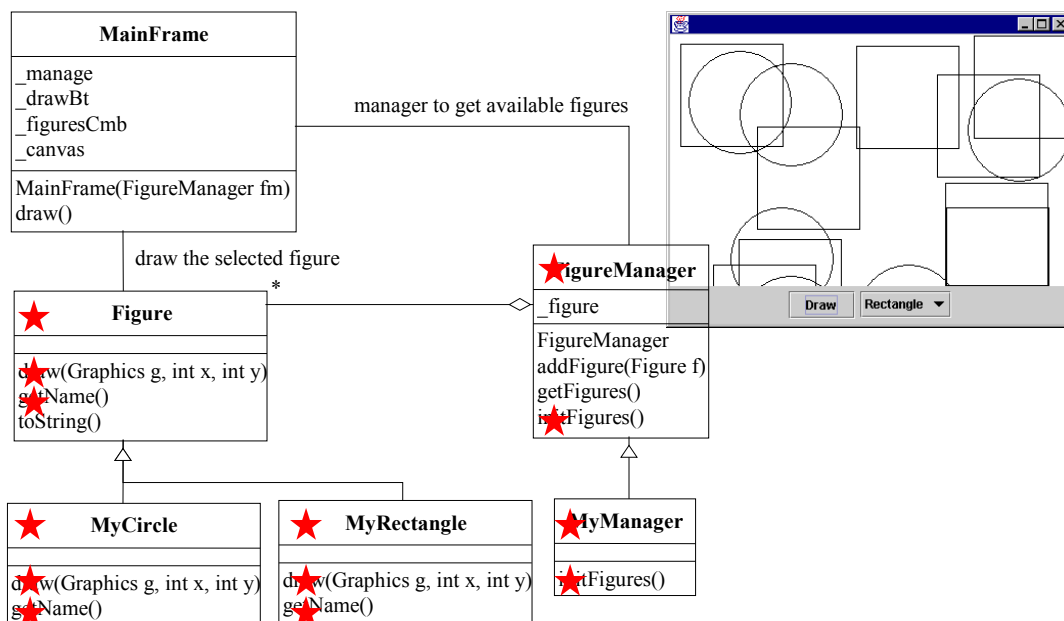 MainFrame
_manage
_drawBt
_figuresCmb
_canvas
MainFrame(FigureManager fm)
draw()
manager to get available figures
draw the selected figure
*
Figure
draw(Graphics g, int x, int y)
getName()
toString()
FigureManager
_figure
FigureManager
addFigure(Figure f)
getFigures()
initFigures()
MyCircle
draw(Graphics g, int x, int y)
getName()
MyRectangle
draw(Graphics g, int x, int y)
getName()
MyManager
initFigures()
Draw
Rectangle